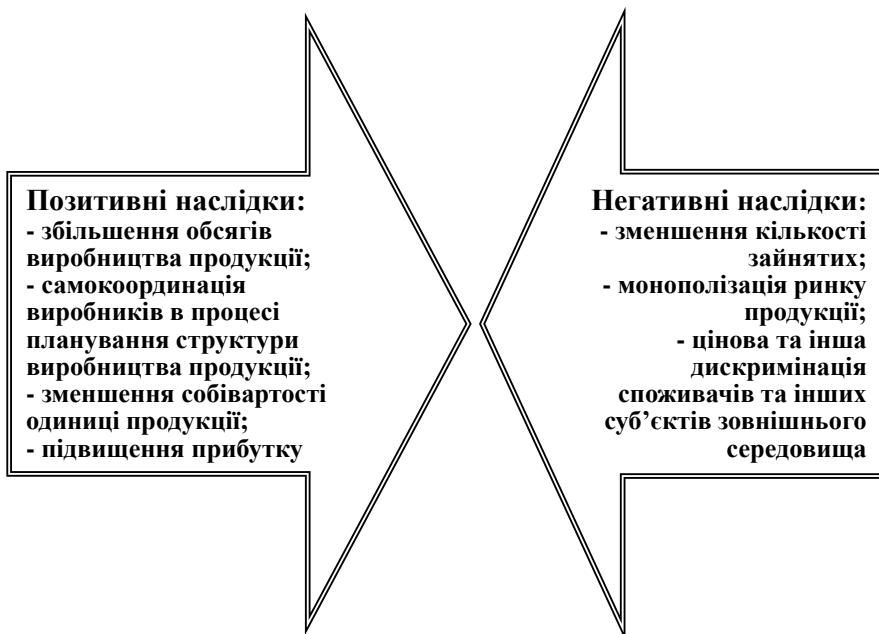 Позитивні наслідки:
- збільшення обсягів
виробництва продукції;
- самокоординація
виробників в процесі
планування структури
виробництва продукції;
- зменшення собівартості
одиниці продукції;
- підвищення прибутку
Негативні наслідки:
- зменшення кількості
зайнятих;
- монополізація ринку
продукції;
- цінова та інша
дискримінація
споживачів та інших
суб’єктів зовнішнього
середовища